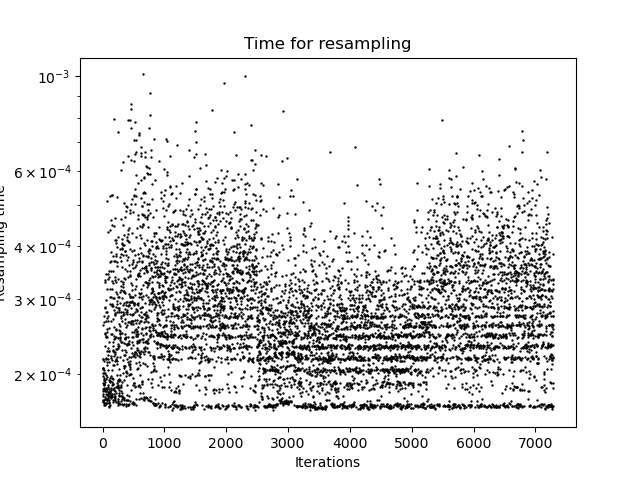 Time for resampling
10⁻³
6 × 10⁻⁴
4 × 10⁻⁴
3 × 10⁻⁴
2 × 10⁻⁴
Resampling time
0 1000 2000 3000 4000 5000 6000 7000
Iterations